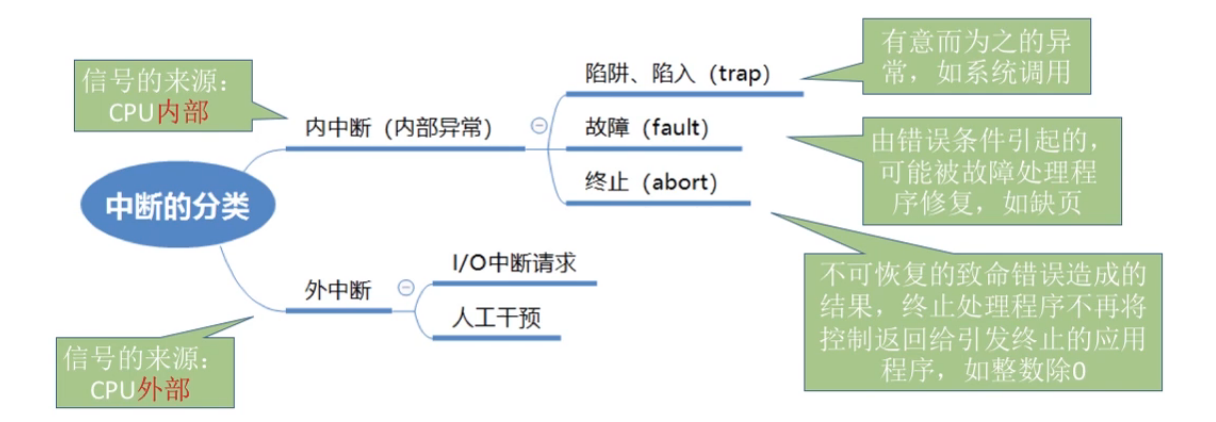 信号的来源：
CPU内部
中断的分类
信号的来源：
CPU外部
内中断（内部异常）
陷阱、陷入（trap）
有意而为之的异
常，如系统调用
故障（fault）
由错误条件引起的，
可能被故障处理程
序修复，如缺页
终止（abort）
不可恢复的致命错误造成的
结果，终止处理程序不再将
控制返回给引发终止的应用
程序，如整数除0
外中断
I/O中断请求
人工干预